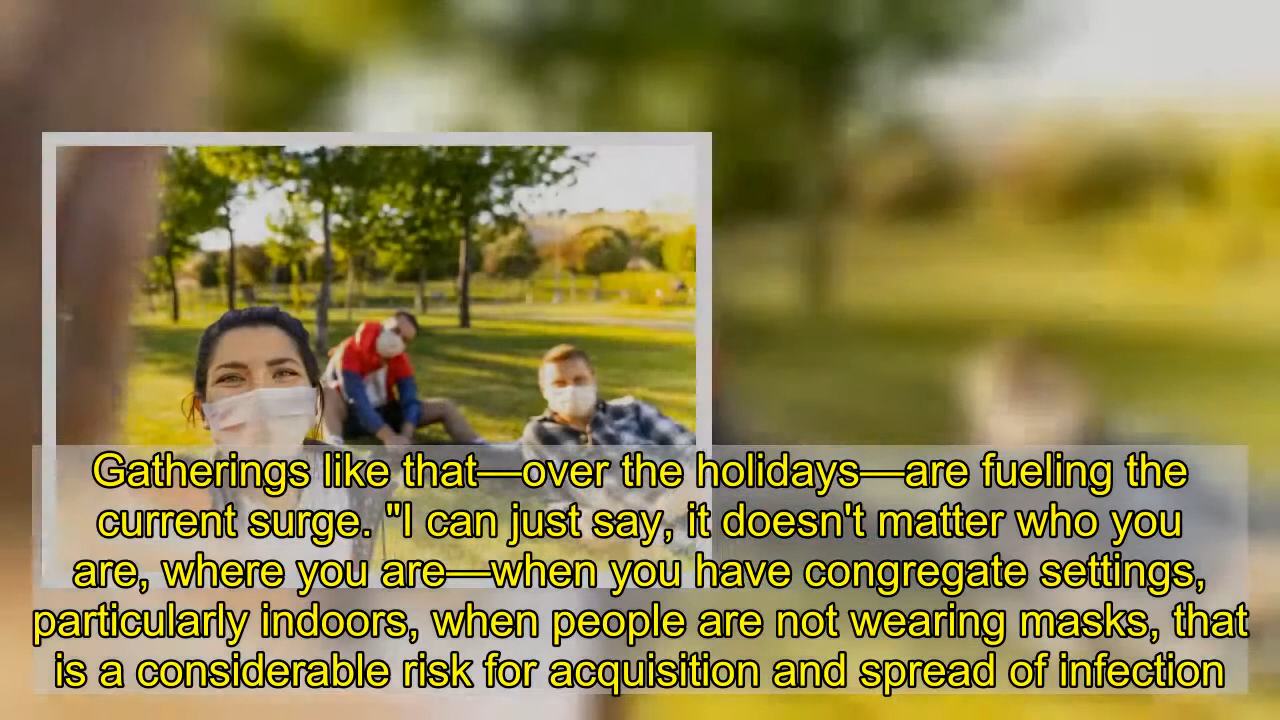 Gatherings like that—over the holidays—are fueling the
current surge. "I can just say, it doesn't matter who you
are, where you are—when you have congregate settings,
particularly indoors, when people are not wearing masks, that
is a considerable risk for acquisition and spread of infection